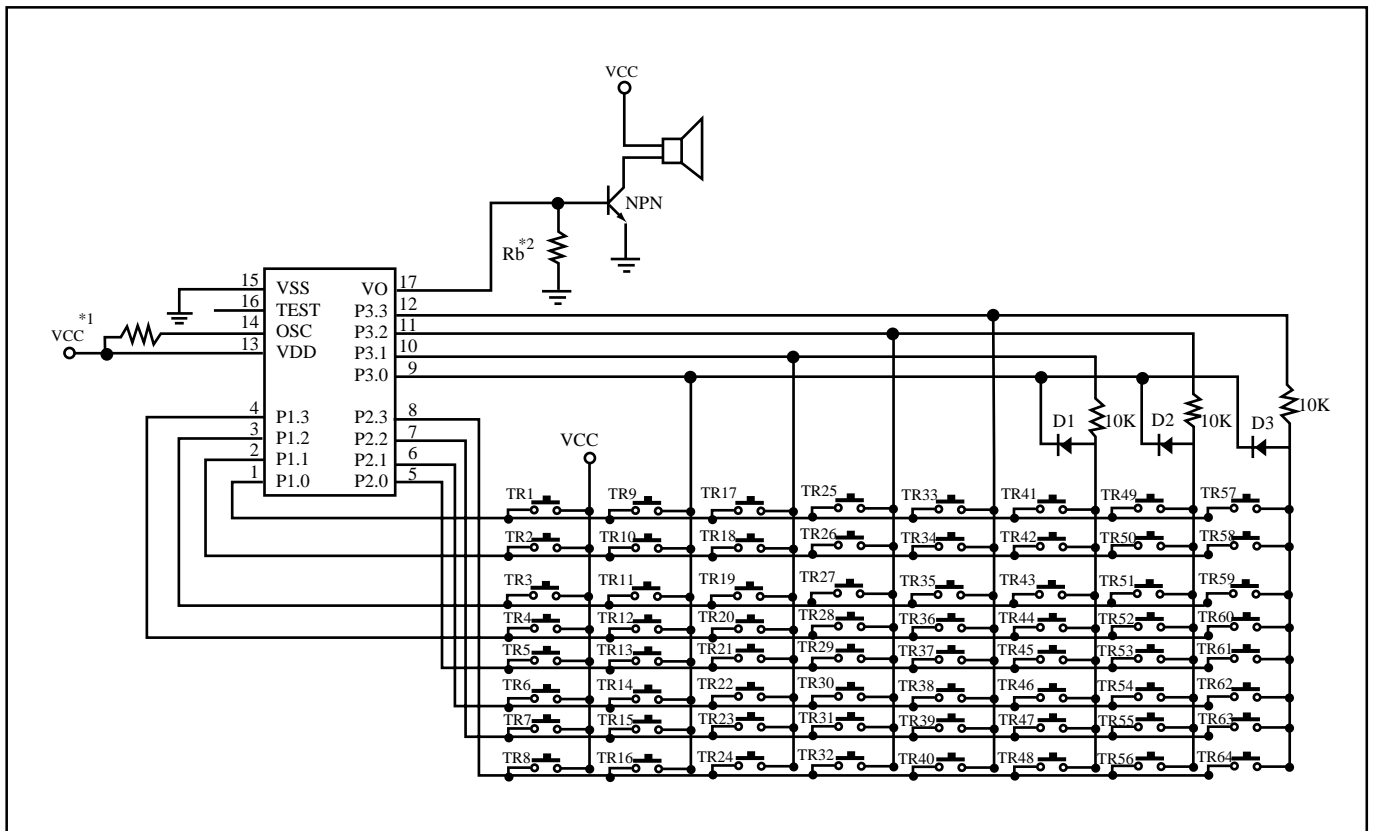 VCC
NPN
Rb*2
15 VSS VO 17
16 TEST P3.3 12
14 OSC P3.2 11
13 VDD P3.1 10
P3.0 9
VCC *1
4 P1.3 P2.3 8
3 P1.2 P2.2 7
2 P1.1 P2.1 6
1 P1.0 P2.0 5
VCC
D1 10K D2 10K D3 10K
TR1 TR9 TR17 TR25 TR33 TR41 TR49 TR57
TR2 TR10 TR18 TR26 TR34 TR42 TR50 TR58
TR3 TR11 TR19 TR27 TR35 TR43 TR51 TR59
TR4 TR12 TR20 TR28 TR36 TR44 TR52 TR60
TR5 TR13 TR21 TR29 TR37 TR45 TR53 TR61
TR6 TR14 TR22 TR30 TR38 TR46 TR54 TR62
TR7 TR15 TR23 TR31 TR39 TR47 TR55 TR63
TR8 TR16 TR24 TR32 TR40 TR48 TR56 TR64